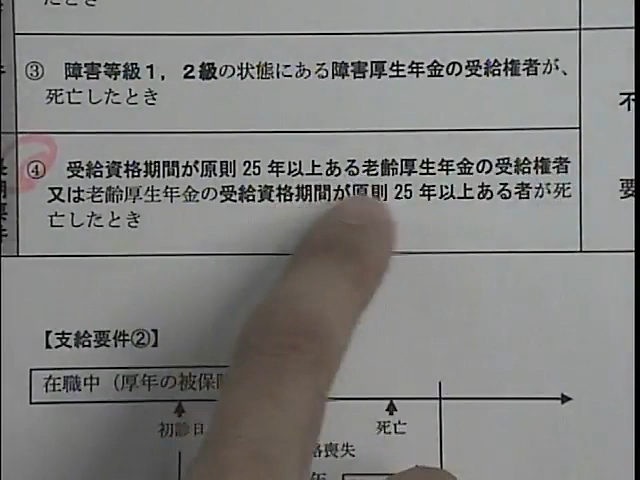 たとき
③ 障害等級1，2級の状態にある障害厚生年金の受給権者が、
死亡したとき
不
④ 受給資格期間が原則 25 年以上ある老齢厚生年金の受給権者
又は老齢厚生年金の受給資格期間が原則 25 年以上ある者が死
亡したとき
要
【支給要件②】
在職中（厚年の被保
初診日
死亡
喪失